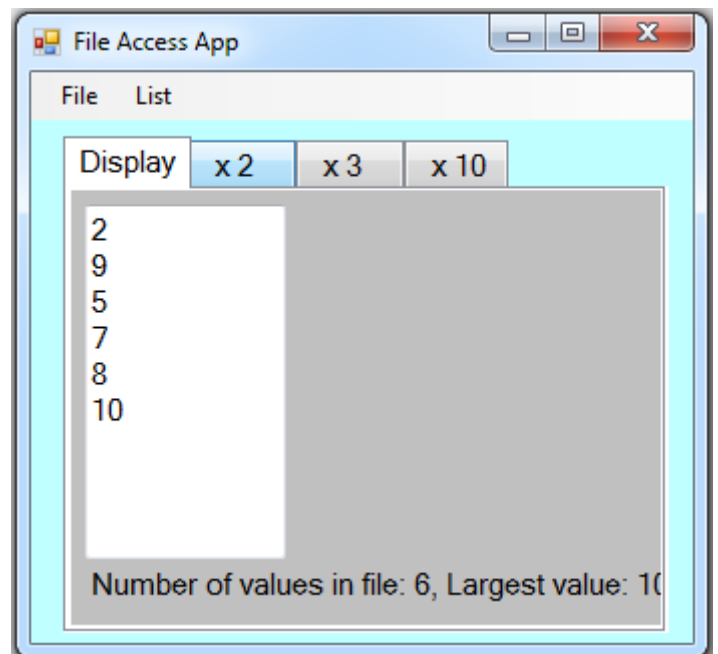 File Access App
File List
Display x 2 x 3 x 10
2
9
5
7
8
10
Number of values in file: 6, Largest value: 10